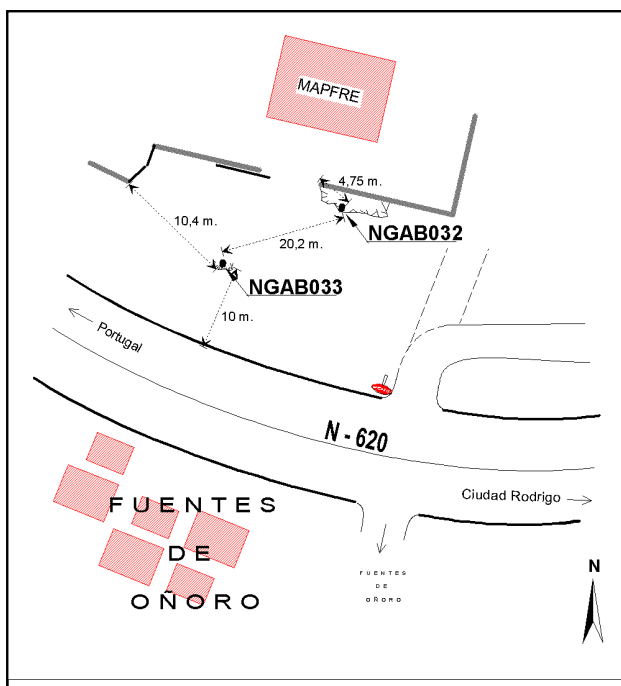 MAPFRE
4,75 m.
10,4 m.
NGAB032
20,2 m.
NGAB033
10 m.
Portugal
N - 620
Ciudad Rodrigo
FUENTES
DE
OÑORO
FUENTES
DE
OÑORO
N